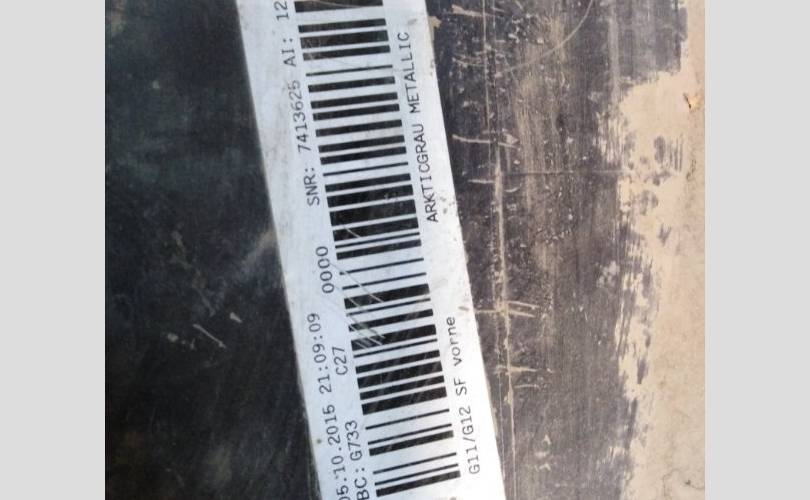 05.10.2015 21:09:09 0000 SNR: 7413625 AI: 12
BC: G733 C27
G11/G12 SF vorne ARKTICGRAU METALLIC